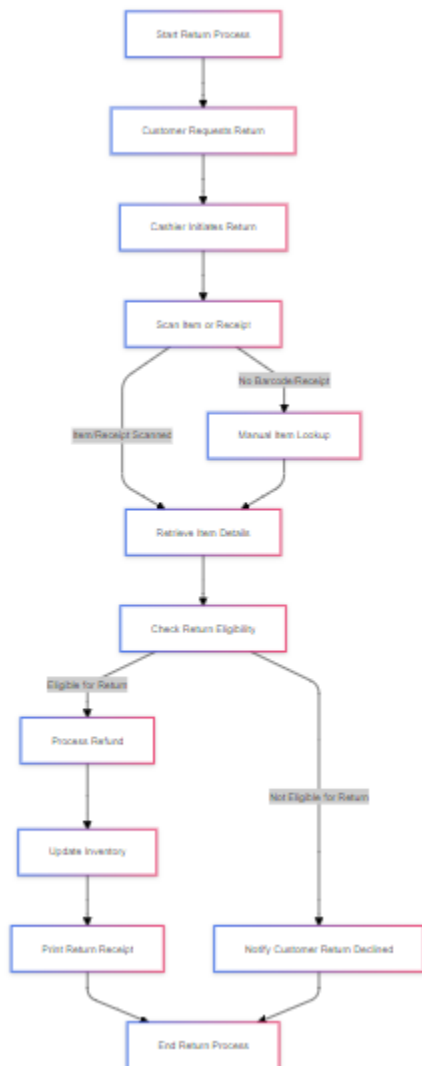 Start Return Process
Customer Requests Return
Cashier Initiates Return
Scan Item or Receipt
No Barcode/Receipt
Item/Receipt Scanned
Manual Item Lookup
Retrieve Item Details
Check Return Eligibility
Eligible for Return
Process Refund
Not Eligible for Return
Update Inventory
Print Return Receipt
Notify Customer Return Declined
End Return Process